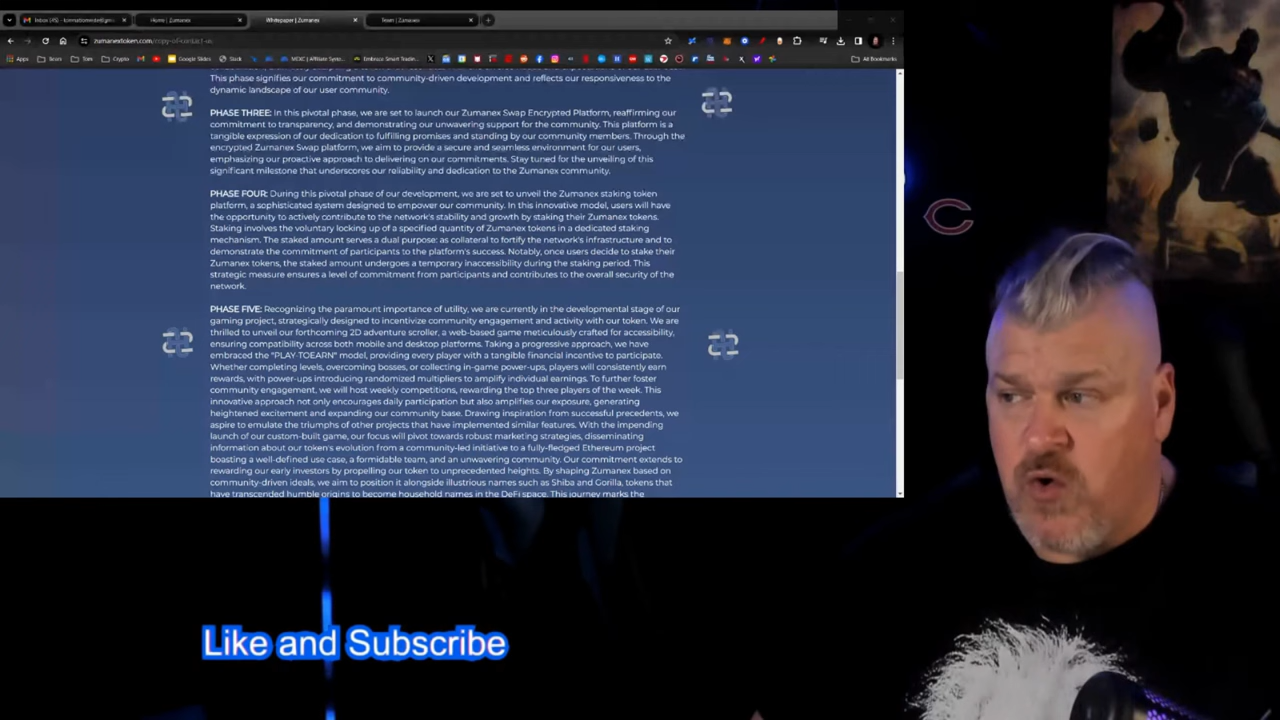 Home | Zumanex
Whitepaper | Zumanex
Team | Zumanex
zumanextoken.com/copy-of-contact-us
Apps
Google Slides
Slack
All Bookmarks
This phase signifies our commitment to community-driven development and reflects our responsiveness to the
dynamic landscape of our user community.
PHASE THREE: In this pivotal phase, we are set to launch our Zumanex Swap Encrypted Platform, reaffirming our
commitment to transparency, and demonstrating our unwavering support for the community. This platform is a
tangible expression of our dedication to fulfilling promises and standing by our community members. Through the
encrypted Zumanex Swap platform, we aim to provide a secure and seamless environment for our users,
emphasizing our proactive approach to delivering on our commitments. Stay tuned for the unveiling of this
significant milestone that underscores our reliability and dedication to the Zumanex community.
PHASE FOUR: During this pivotal phase of our development, we are set to unveil the Zumanex staking token
platform, a sophisticated system designed to empower our community. In this innovative model, users will have
the opportunity to actively contribute to the network's stability and growth by staking their Zumanex tokens.
Staking involves the voluntary locking up of a specified quantity of Zumanex tokens in a dedicated staking
mechanism. The staked amount serves a dual purpose: as collateral to fortify the network's infrastructure and to
demonstrate the commitment of participants to the platform's success. Notably, once users decide to stake their
Zumanex tokens, the staked amount undergoes a temporary inaccessibility during the staking period. This
strategic measure ensures a level of commitment from participants and contributes to the overall security of the
network.
PHASE FIVE: Recognizing the paramount importance of utility, we are currently in the developmental stage of our
gaming project, strategically designed to incentivize community engagement and activity with our token. We are
thrilled to unveil our forthcoming 2D adventure scroller, a web-based game meticulously crafted for accessibility,
ensuring compatibility across both mobile and desktop platforms. Taking a progressive approach, we have
embraced the "PLAY-TOEARN" model, providing every player with a tangible financial incentive to participate.
Whether completing levels, overcoming bosses, or collecting in-game power-ups, players will consistently earn
rewards, with power-ups introducing randomized multipliers to amplify individual earnings. To further foster
community engagement, we will host weekly competitions, rewarding the top three players of the week. This
innovative approach not only encourages daily participation but also amplifies our exposure, generating
heightened excitement and expanding our community base. Drawing inspiration from successful precedents, we
aspire to emulate the triumphs of other projects that have implemented similar features. With the impending
launch of our custom-built game, our focus will pivot towards robust marketing strategies, disseminating
information about our token's evolution from a community-led initiative to a fully-fledged Ethereum project
boasting a well-defined use case, a formidable team, and an unwavering community. Our commitment extends to
rewarding our early investors by propelling our token to unprecedented heights. By shaping Zumanex based on
community-driven ideals, we aim to position it alongside illustrious names such as Shiba and Gorilla, tokens that
have transcended humble origins to become household names in the DeFi space. This journey marks the
Like and Subscribe